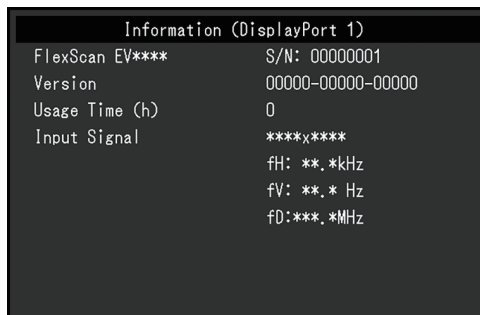 Information (DisplayPort 1)
FlexScan EV**** S/N: 00000001
Version 00000-00000-00000
Usage Time (h) 0
Input Signal ****x****
fH: **.*kHz
fV: **.* Hz
fD:***.*MHz